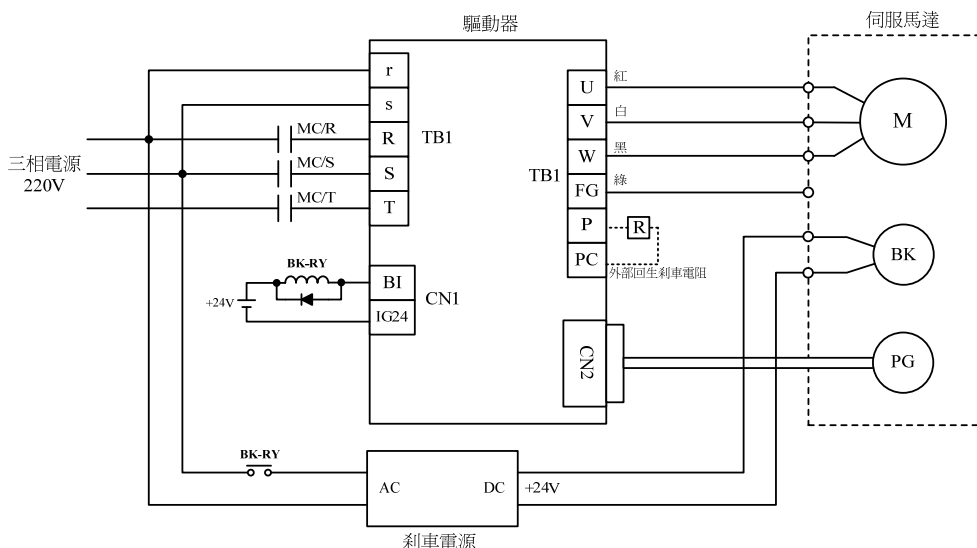 伺服馬達
驅動器
r
s
R
S
T
TB1
MC/R
MC/S
MC/T
三相電源
220V
U
V
W
FG
P
PC
TB1
紅
白
黑
綠
R
外部回生剎車電阻
M
BK
PG
BK-RY
+24V
BI
IG24
CN1
CN2
BK-RY
AC
DC
+24V
剎車電源